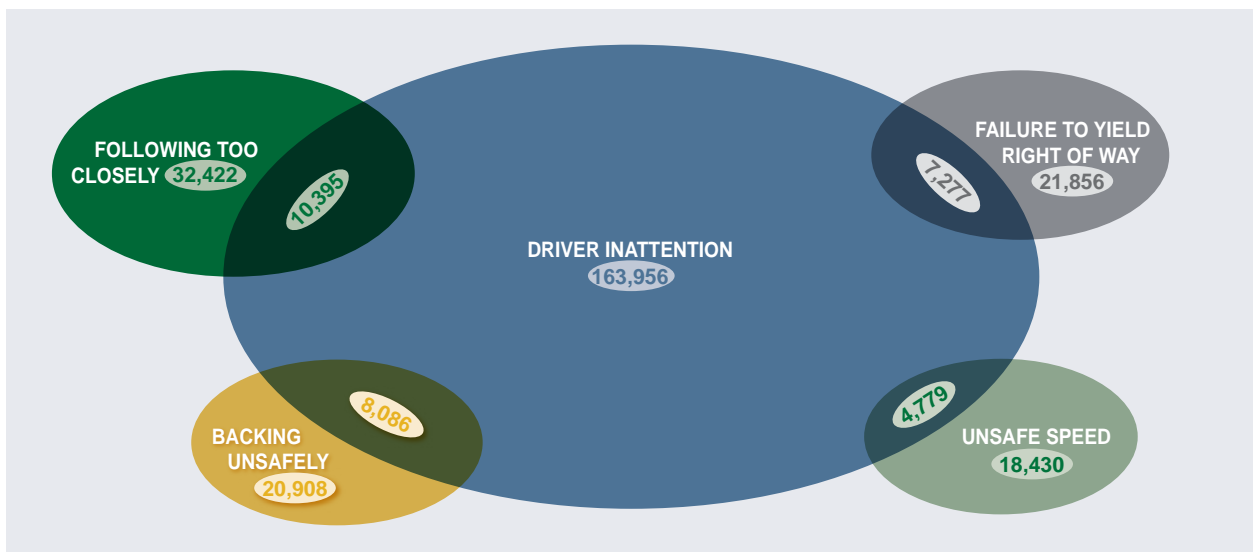 FOLLOWING TOO
CLOSELY 32,422
10,395
FAILURE TO YIELD
RIGHT OF WAY
21,856
7,277
DRIVER INATTENTION
163,956
BACKING
UNSAFELY
20,908
8,086
4,779
UNSAFE SPEED
18,430